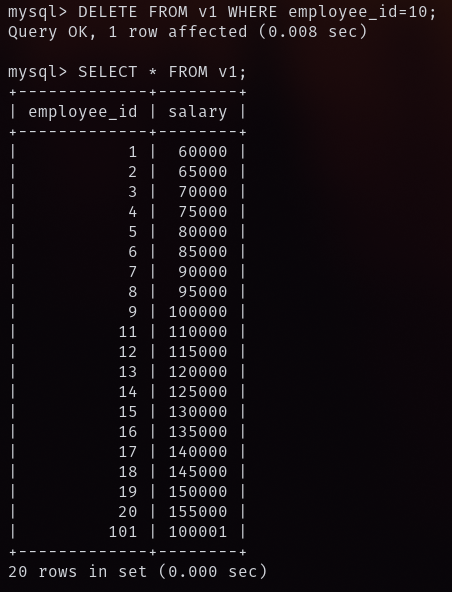 mysql> DELETE FROM v1 WHERE employee_id=10;
Query OK, 1 row affected (0.008 sec)

mysql> SELECT * FROM v1;
+-------------+--------+
| employee_id | salary |
+-------------+--------+
|           1 |  60000 |
|           2 |  65000 |
|           3 |  70000 |
|           4 |  75000 |
|           5 |  80000 |
|           6 |  85000 |
|           7 |  90000 |
|           8 |  95000 |
|           9 | 100000 |
|          11 | 110000 |
|          12 | 115000 |
|          13 | 120000 |
|          14 | 125000 |
|          15 | 130000 |
|          16 | 135000 |
|          17 | 140000 |
|          18 | 145000 |
|          19 | 150000 |
|          20 | 155000 |
|         101 | 100001 |
+-------------+--------+
20 rows in set (0.000 sec)